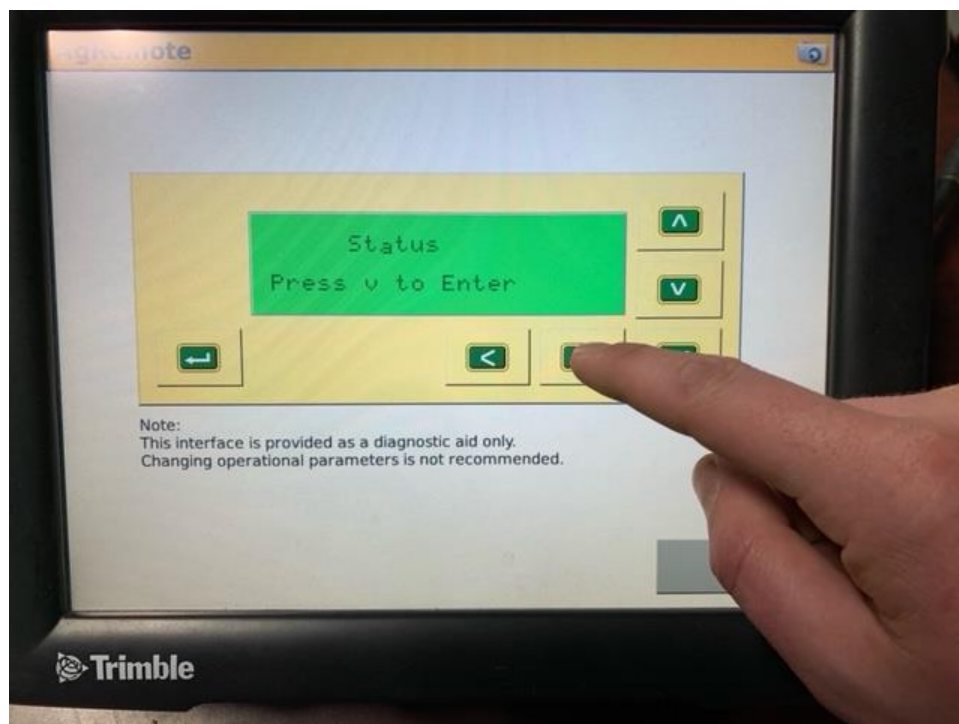 Status
Press v to Enter
Note:
This interface is provided as a diagnostic aid only.
Changing operational parameters is not recommended.
Trimble